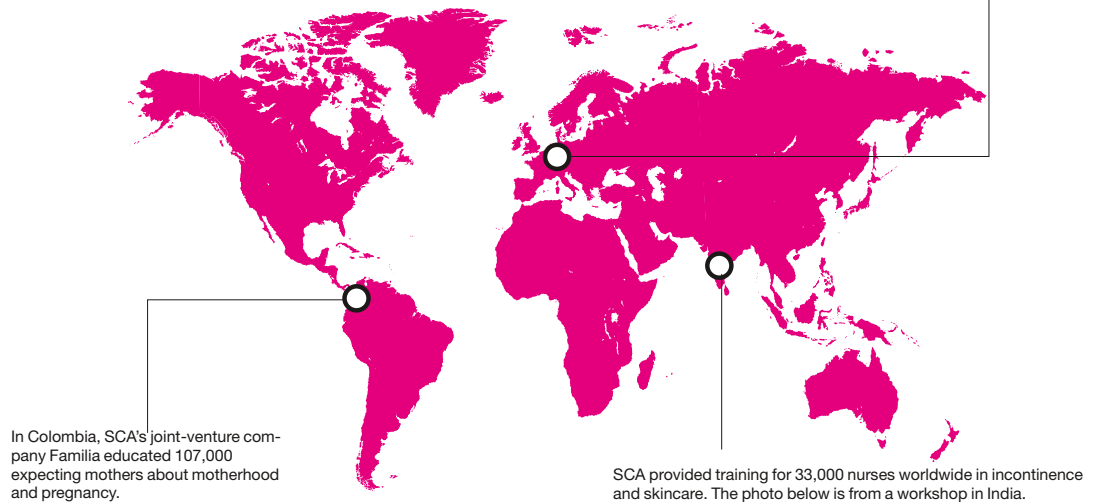 In Colombia, SCA's joint-venture com-
pany Familia educated 107,000
expecting mothers about motherhood
and pregnancy.
SCA provided training for 33,000 nurses worldwide in incontinence
and skincare. The photo below is from a workshop in India.